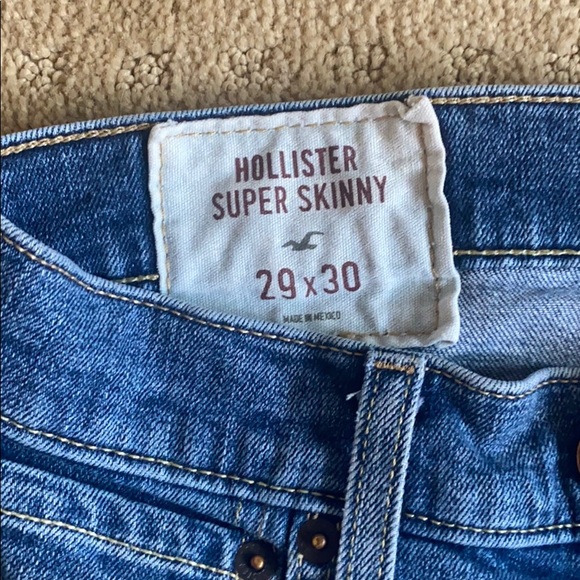 HOLLISTER
SUPER SKINNY
29 x 30
MADE IN MEXICO